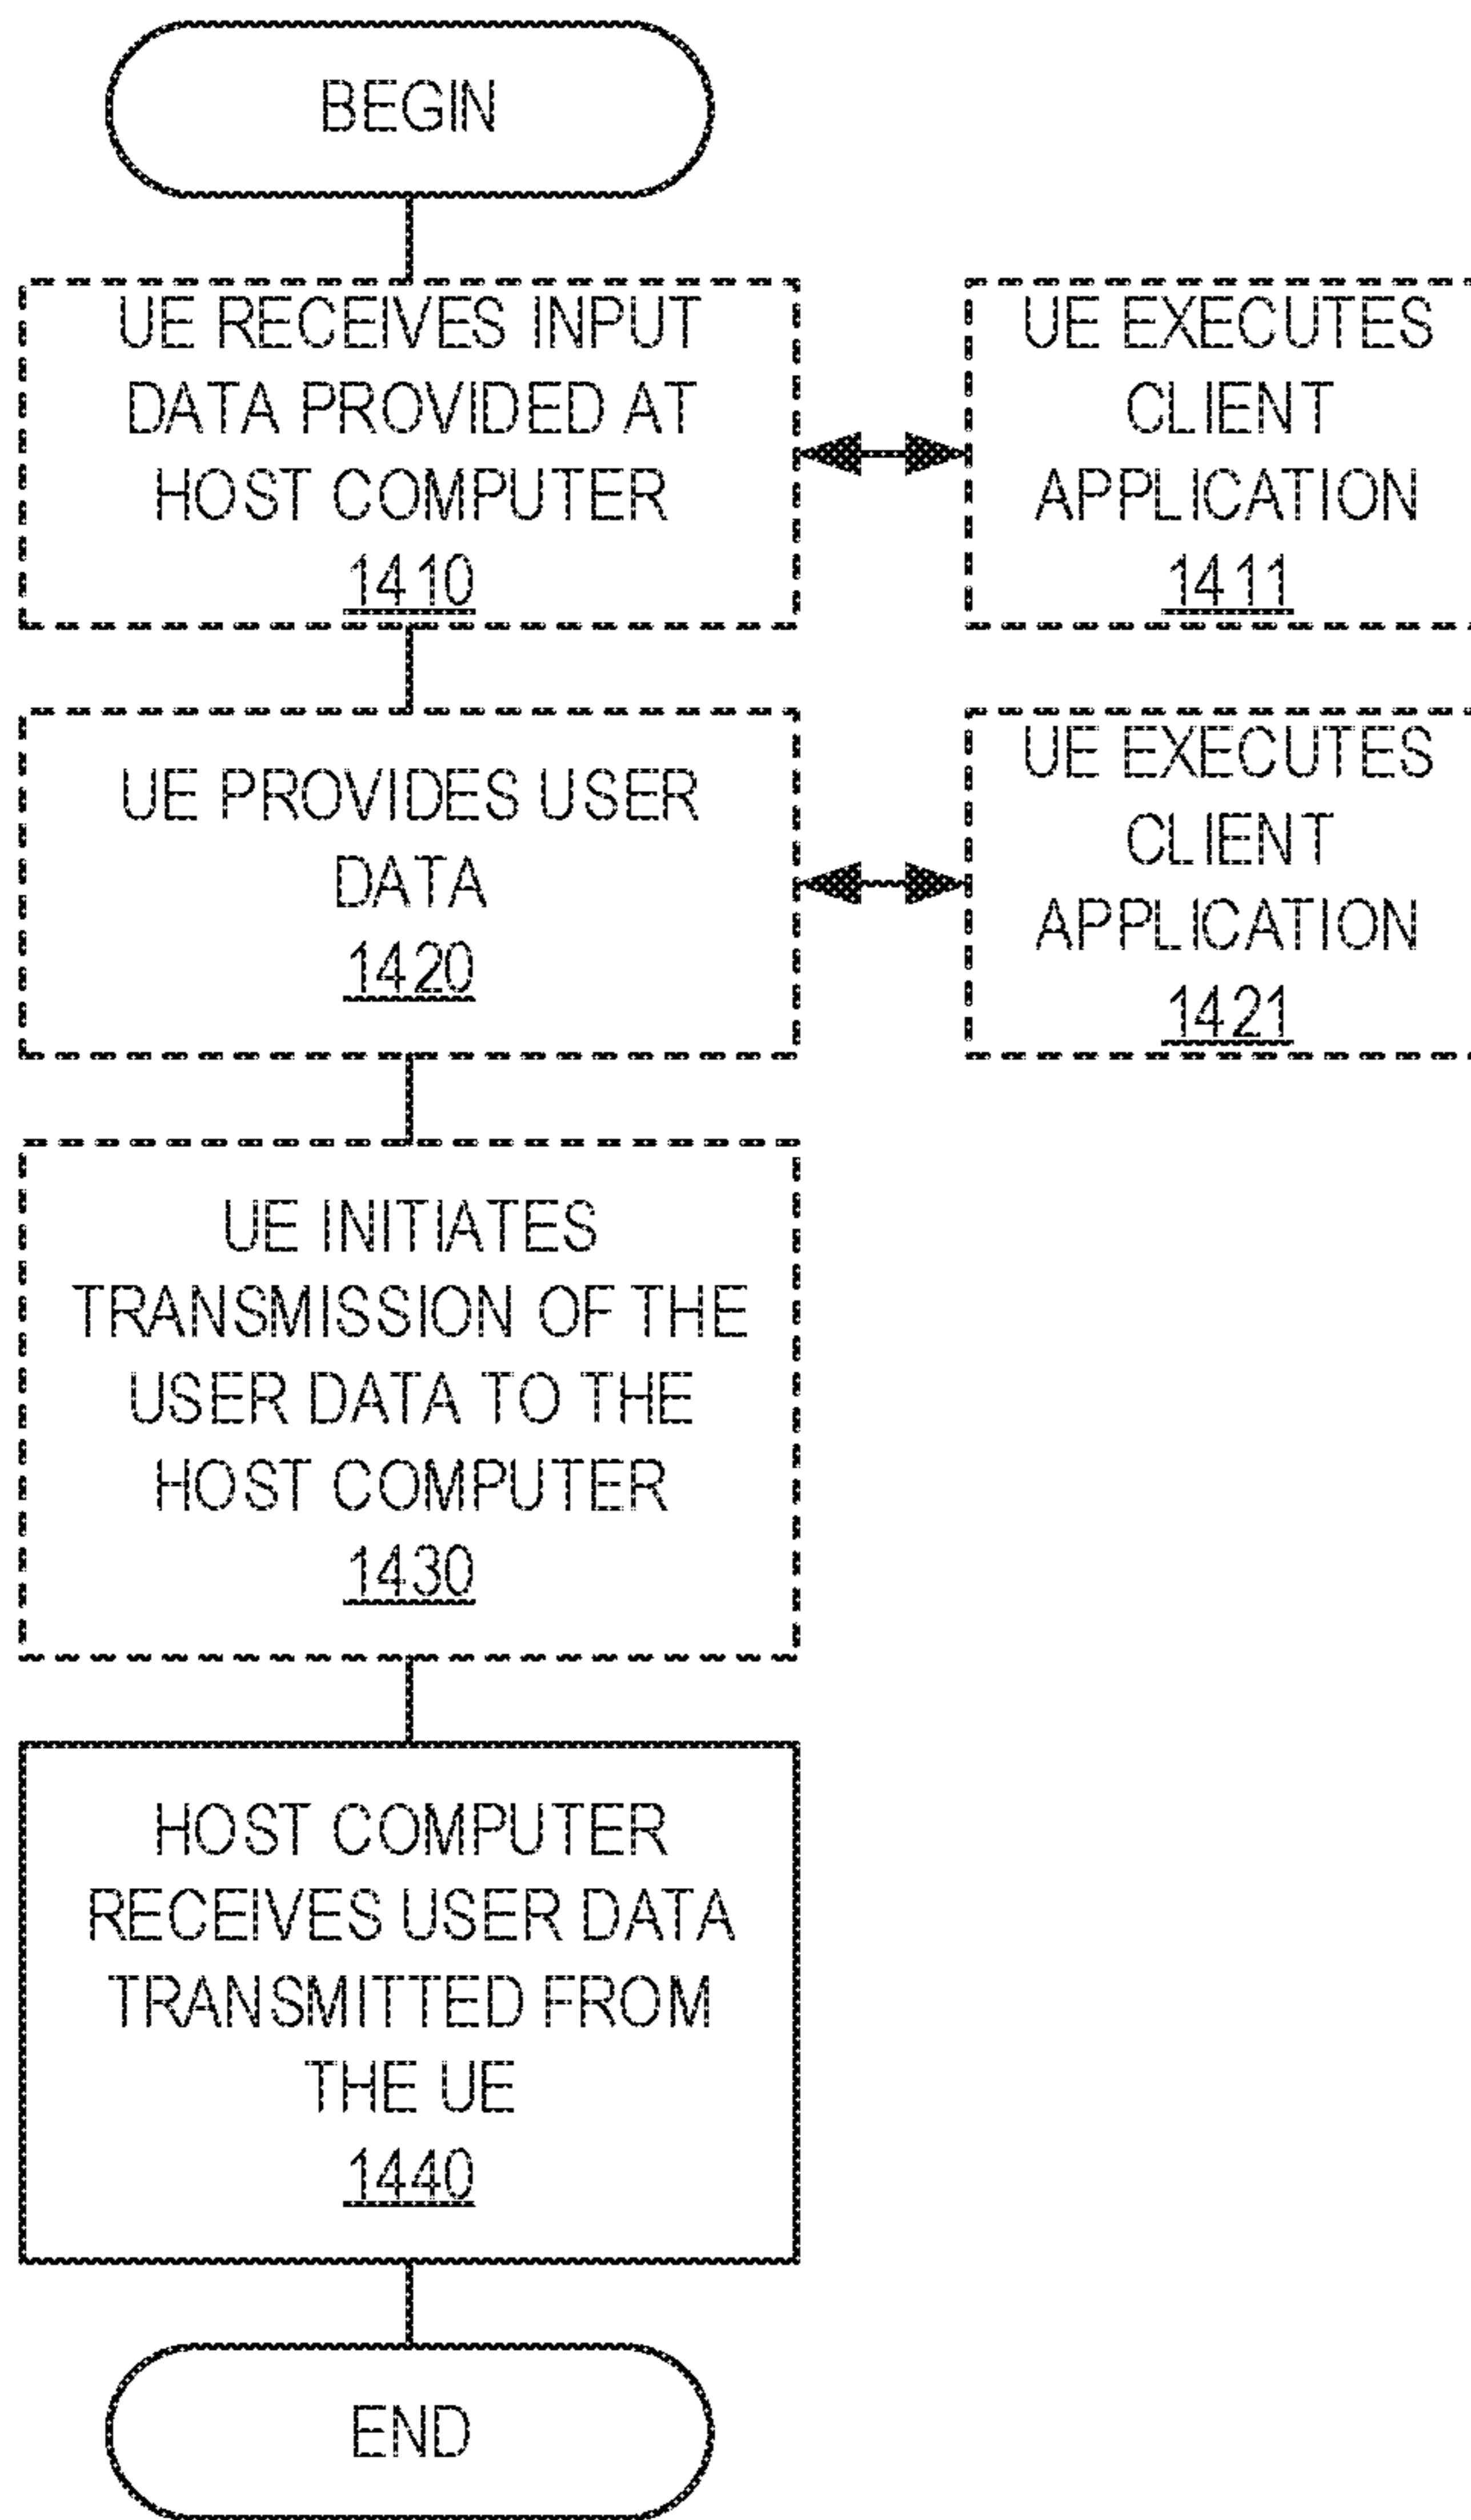 BEGIN
UE RECEIVES INPUT
DATA PROVIDED AT
HOST COMPUTER
1410
UE EXECUTES
CLIENT
APPLICATION
1411
UE PROVIDES USER
DATA
1420
UE EXECUTES
CLIENT
APPLICATION
1421
UE INITIATES
TRANSMISSION OF THE
USER DATA TO THE
HOST COMPUTER
1430
HOST COMPUTER
RECEIVES USER DATA
TRANSMITTED FROM
THE UE
1440
END